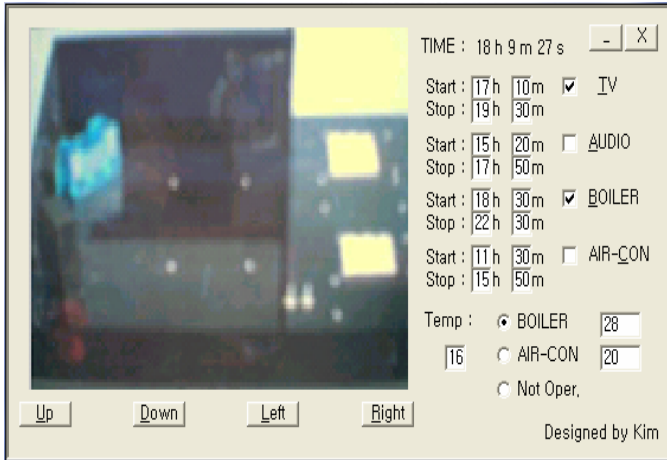 TIME : 18 h 9 m 27 s _ X
Start : 17 h 10 m TV
Stop : 19 h 30 m
Start : 15 h 20 m AUDIO
Stop : 17 h 50 m
Start : 18 h 30 m BOILER
Stop : 22 h 30 m
Start : 11 h 30 m AIR-CON
Stop : 15 h 50 m
Temp : BOILER 28
16 AIR-CON 20
Not Oper,
Up Down Left Right
Designed by Kim